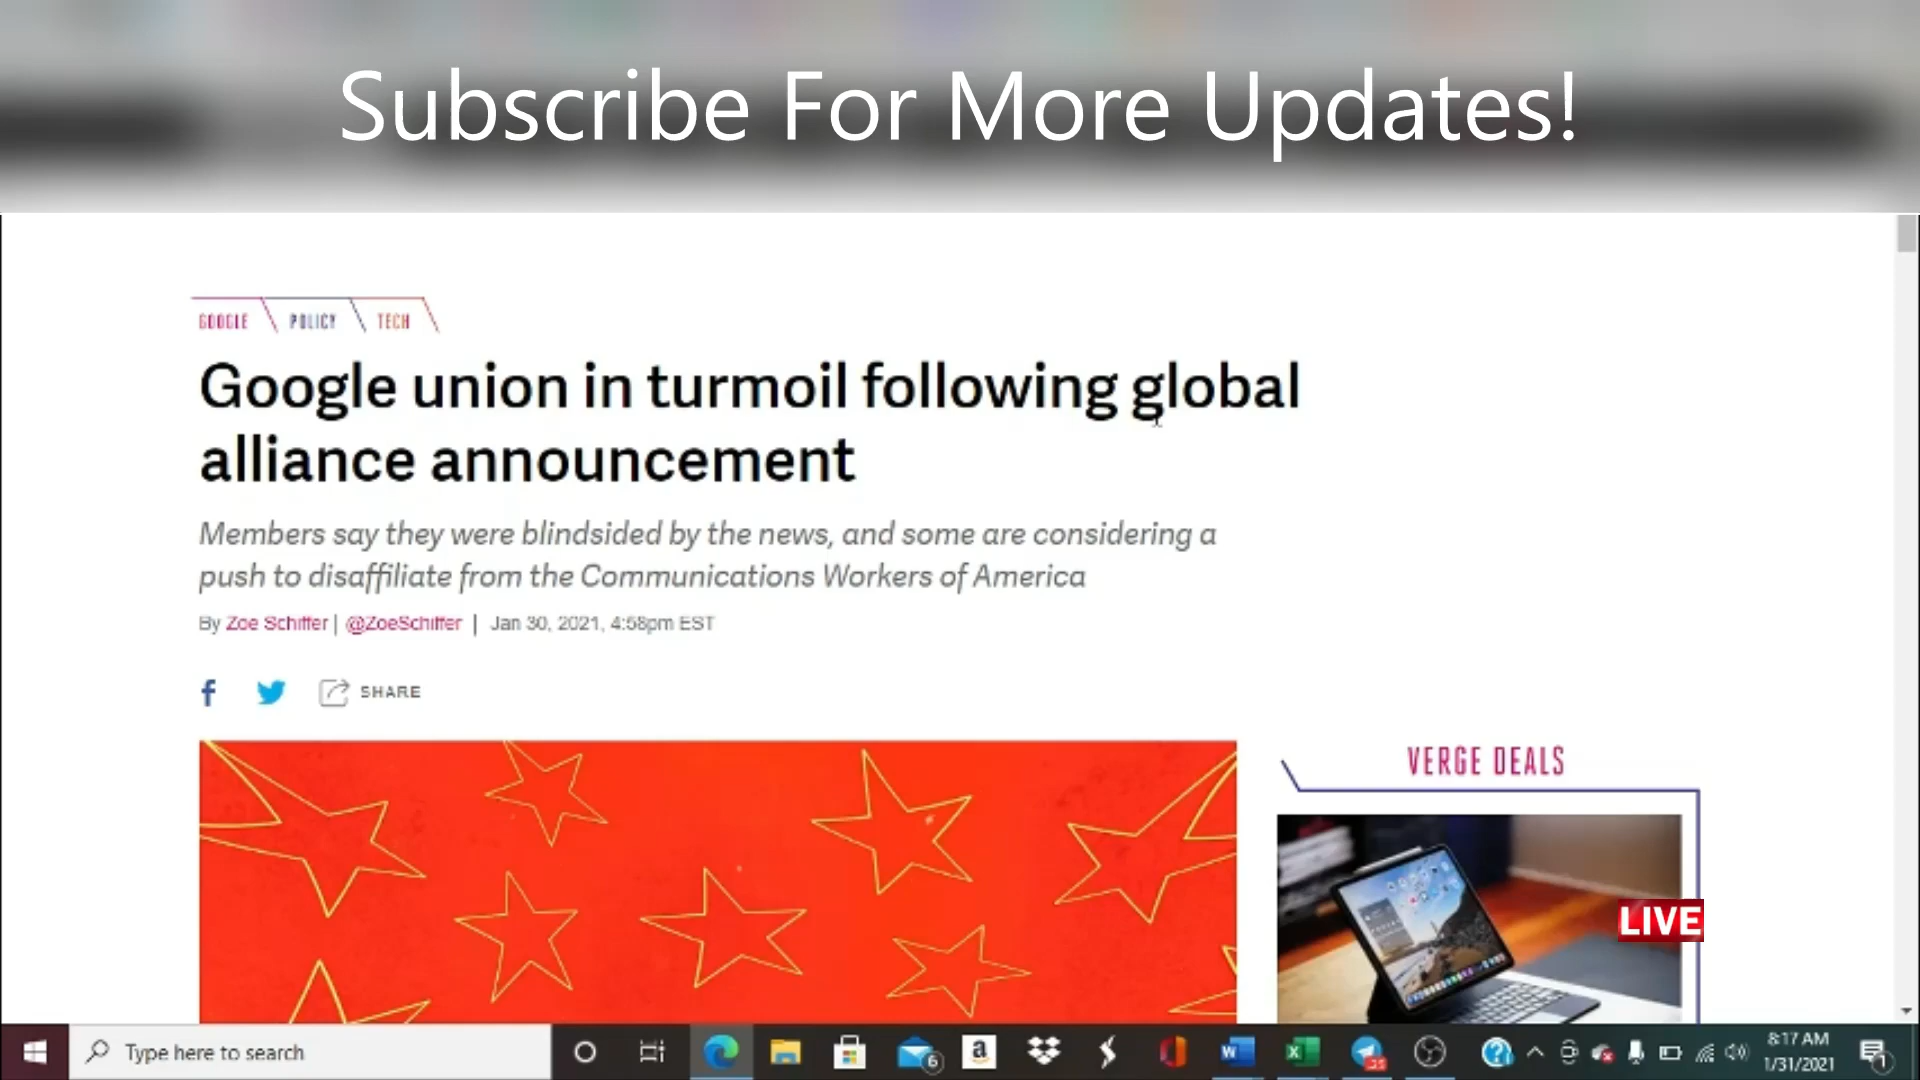 Subscribe For More Updates!
GOOGLE
POLICY
TECH
Google union in turmoil following global
alliance announcement
Members say they were blindsided by the news, and some are considering a
push to disaffiliate from the Communications Workers of America
By Zoe Schiffer | @ZoeSchiffer | Jan 30, 2021, 4:58pm EST
SHARE
VERGE DEALS
LIVE
Type here to search
8:17 AM
1/31/2021